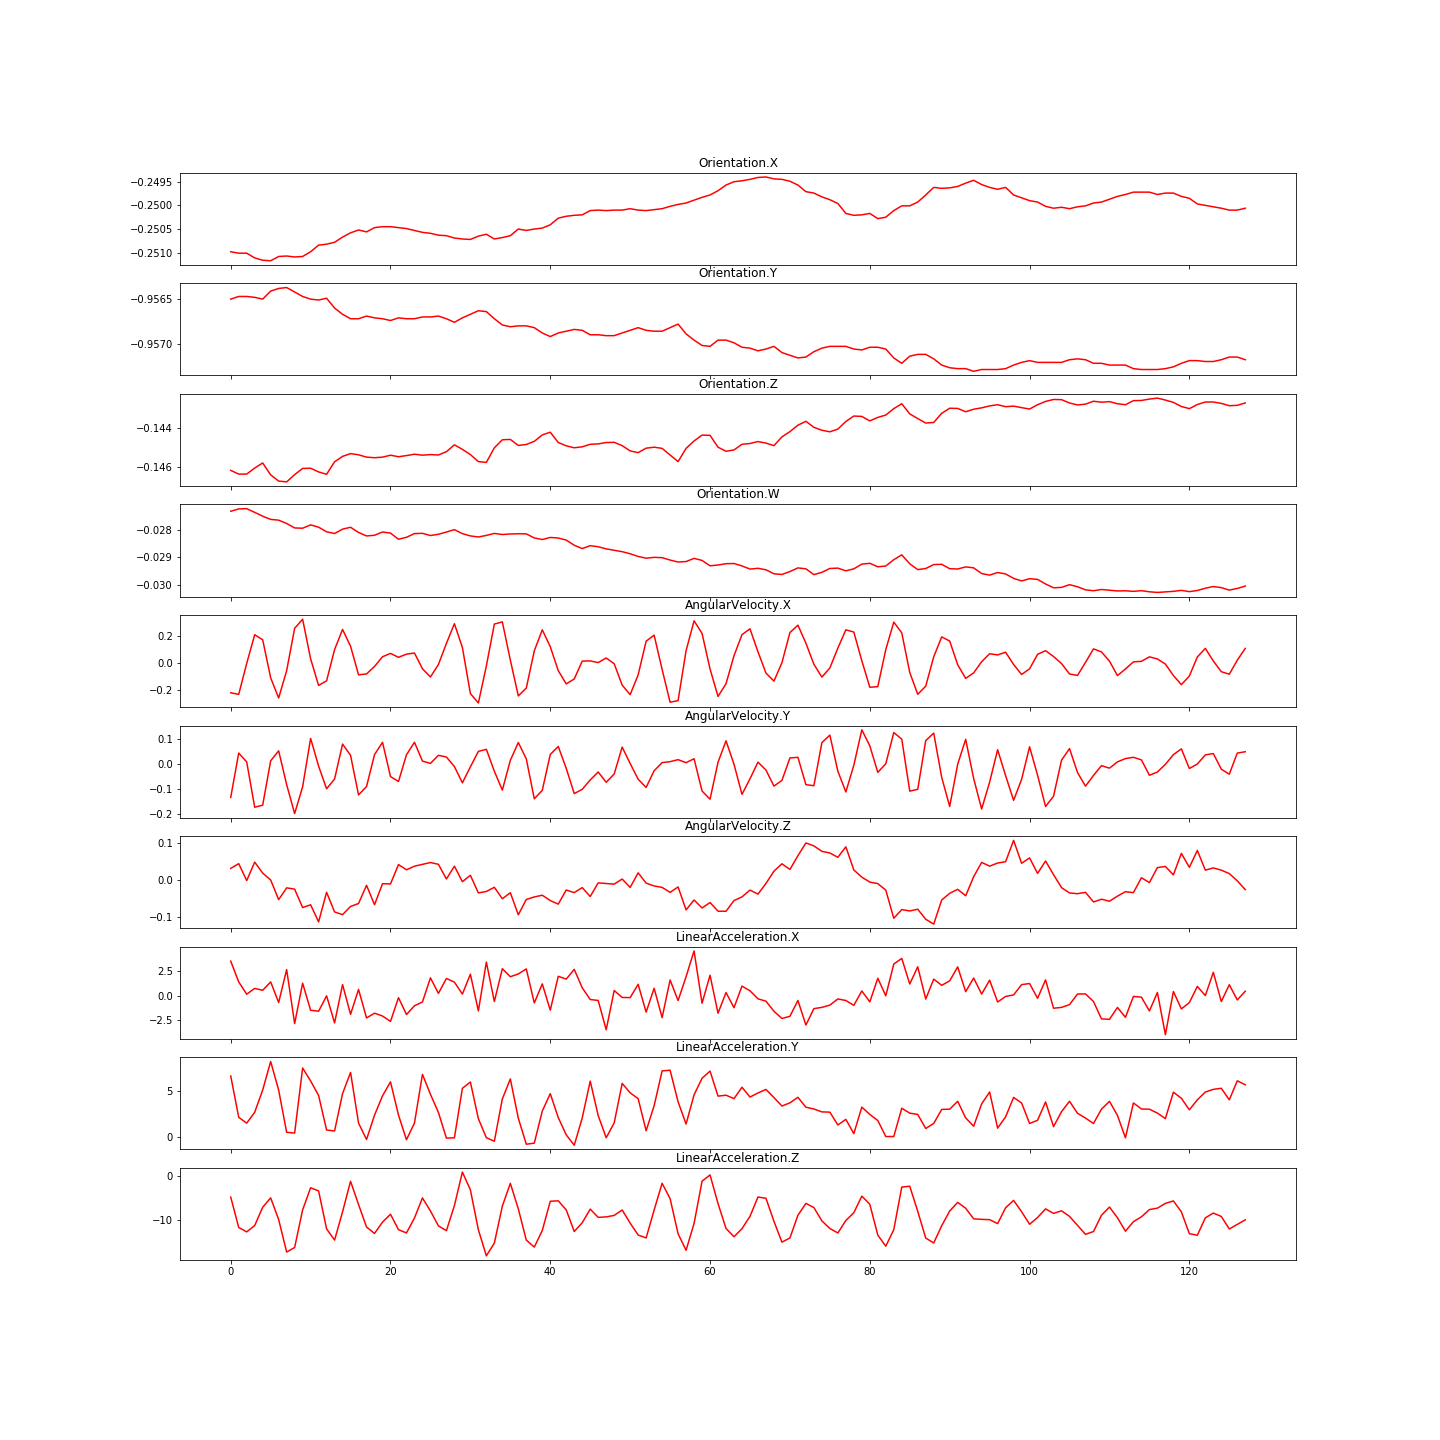 Orientation.X
−0.2495
−0.2500
−0.2505
−0.2510
Orientation.Y
−0.9565
−0.9570
Orientation.Z
−0.144
−0.146
Orientation.W
−0.028
−0.029
−0.030
AngularVelocity.X
0.2
0.0
−0.2
AngularVelocity.Y
0.1
0.0
−0.1
−0.2
AngularVelocity.Z
0.1
0.0
−0.1
LinearAcceleration.X
2.5
0.0
−2.5
LinearAcceleration.Y
5
0
LinearAcceleration.Z
0
−10
0 20 40 60 80 100 120